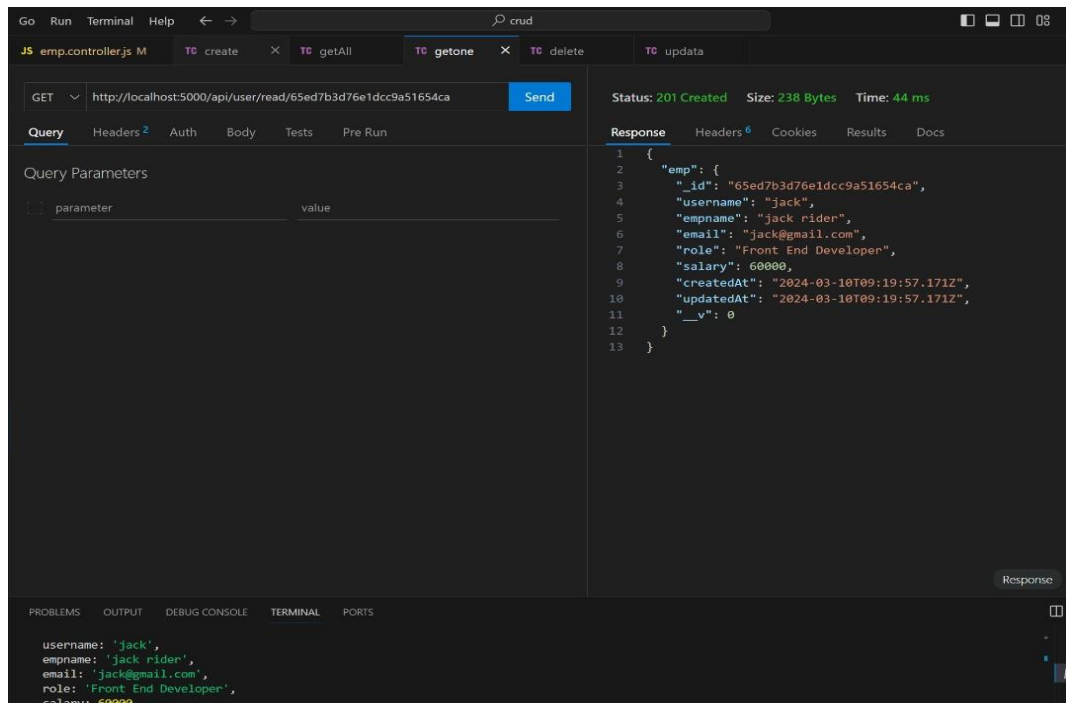 Go Run Terminal Help ← → crud
JS emp.controller.js M TC create × TC getAll TC getone × TC delete TC updata
GET http://localhost:5000/api/user/read/65ed7b3d76e1dcc9a51654ca Send
Status: 201 Created Size: 238 Bytes Time: 44 ms
Query Headers 2 Auth Body Tests Pre Run
Response Headers 6 Cookies Results Docs
Query Parameters
parameter value
1 {
2 "emp": {
3 "_id": "65ed7b3d76e1dcc9a51654ca",
4 "username": "jack",
5 "empname": "jack rider",
6 "email": "jack@gmail.com",
7 "role": "Front End Developer",
8 "salary": 60000,
9 "createdAt": "2024-03-10T09:19:57.171Z",
10 "updatedAt": "2024-03-10T09:19:57.171Z",
11 "__v": 0
12 }
13 }
Response
PROBLEMS OUTPUT DEBUG CONSOLE TERMINAL PORTS
username: 'jack',
empname: 'jack rider',
email: 'jack@gmail.com',
role: 'Front End Developer',
salary: 60000